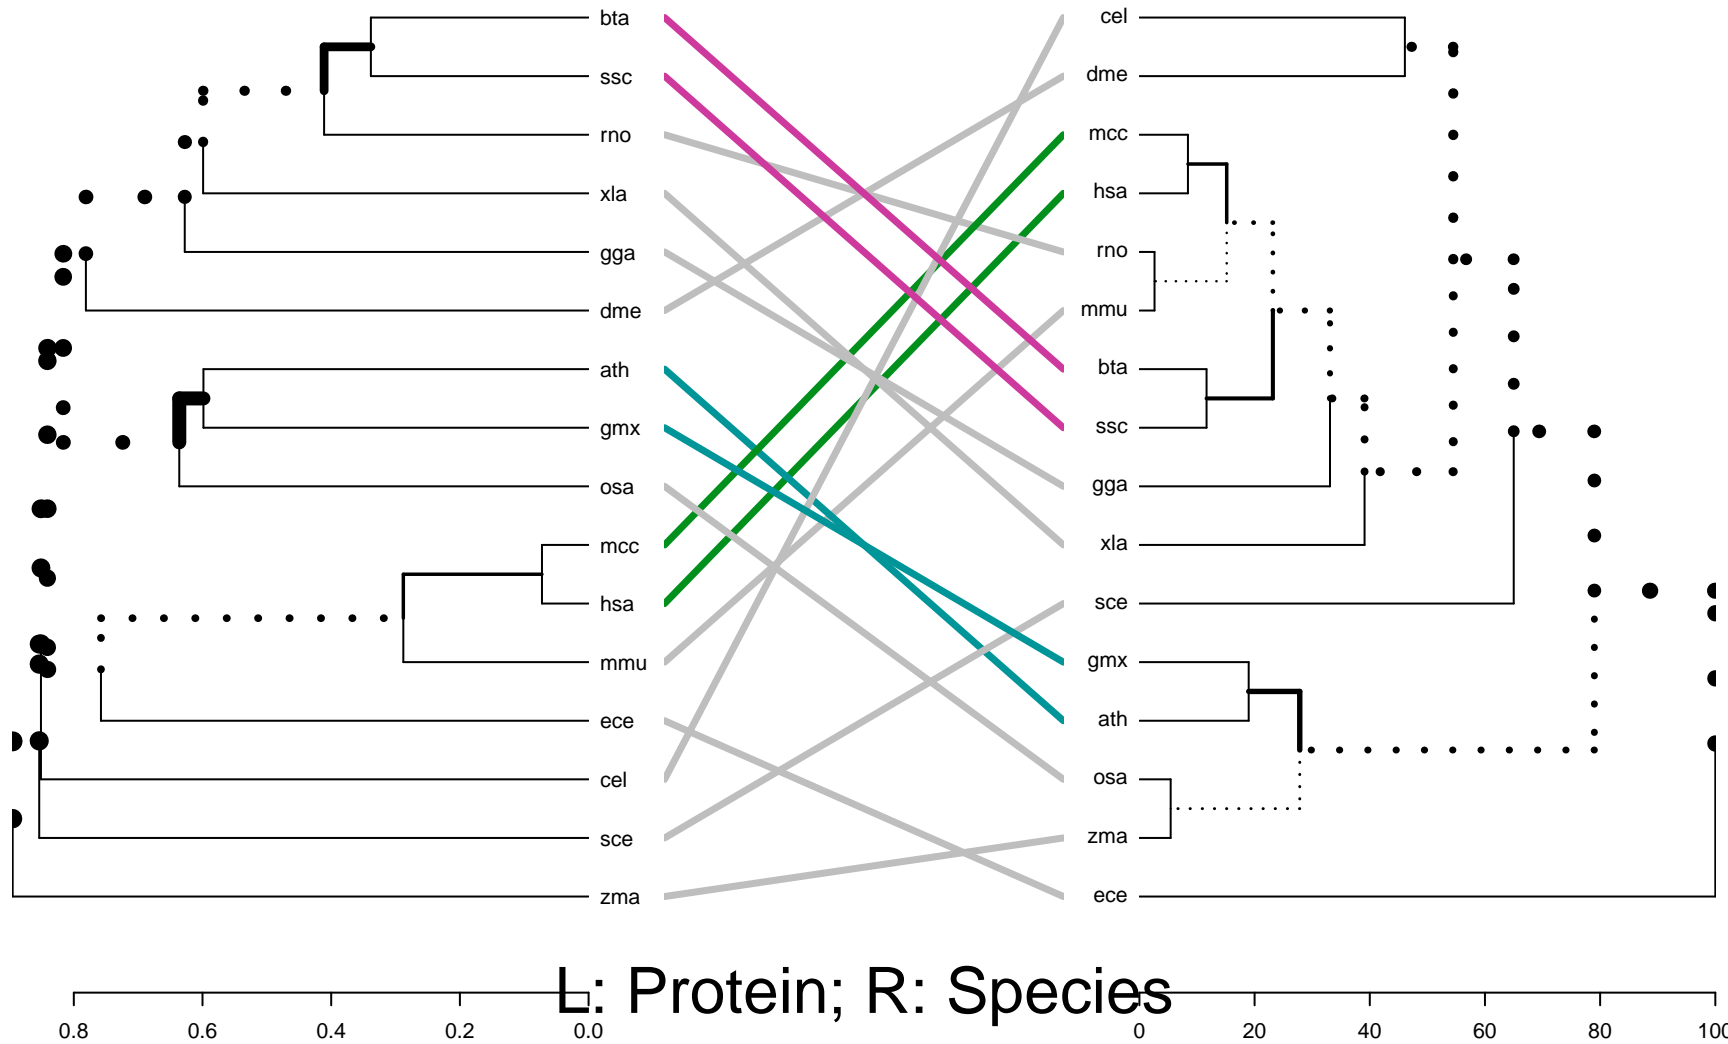 bta cel
ssc dme
rno mcc
xla hsa
gga rno
dme mmu
ath bta
gmx ssc
osa gga
mcc xla
hsa sce
mmu gmx
ece ath
cel osa
sce zma
zma ece
L: Protein; R: Species
0.8 0.6 0.4 0.2 0.0 0 20 40 60 80 100